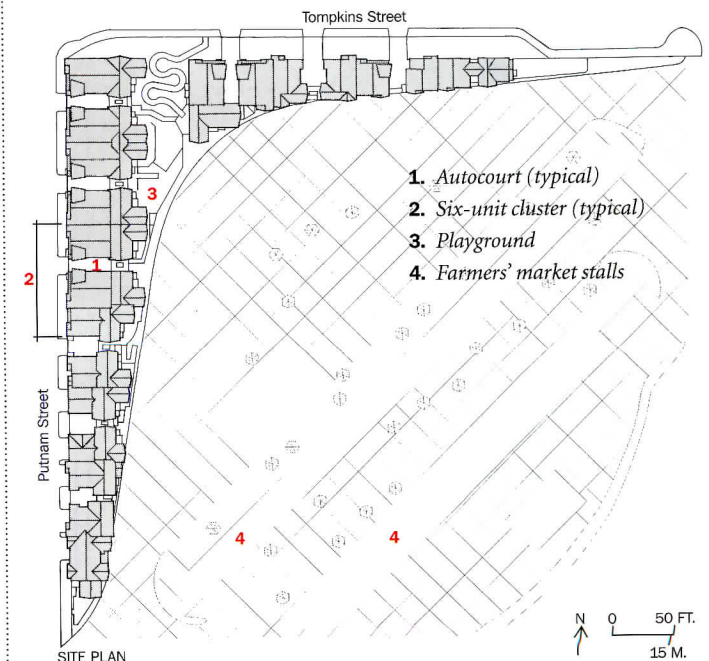 Tompkins Street
1. Autocourt (typical)
2. Six-unit cluster (typical)
3. Playground
4. Farmers' market stalls
3
2
1
Putnam Street
4
4
N 0 50 FT.
15 M.
SITE PLAN